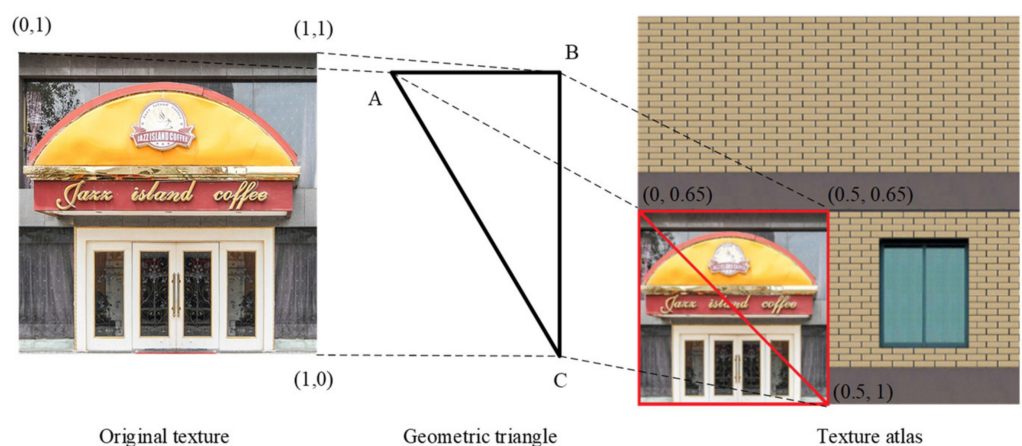 (0,1)
(1,1)
B
A
JAZZ ISLAND COFFEE
Jazz island coffee
(0, 0.65)
(0.5, 0.65)
Jazz island coffee
(1,0)
C
(0.5, 1)
Original texture
Geometric triangle
Texture atlas